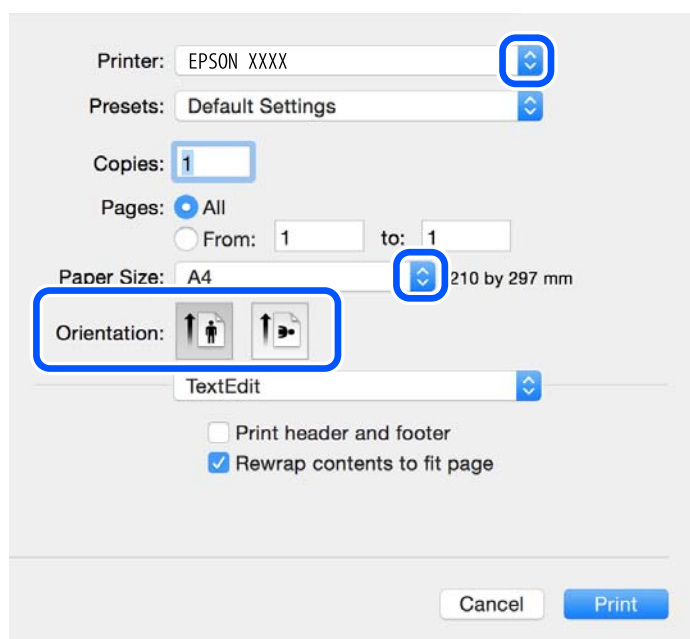 Printer: EPSON XXXX
Presets: Default Settings
Copies: 1
Pages: All
From: 1 to: 1
Paper Size: A4 210 by 297 mm
Orientation:
TextEdit
Print header and footer
Rewrap contents to fit page
Cancel Print